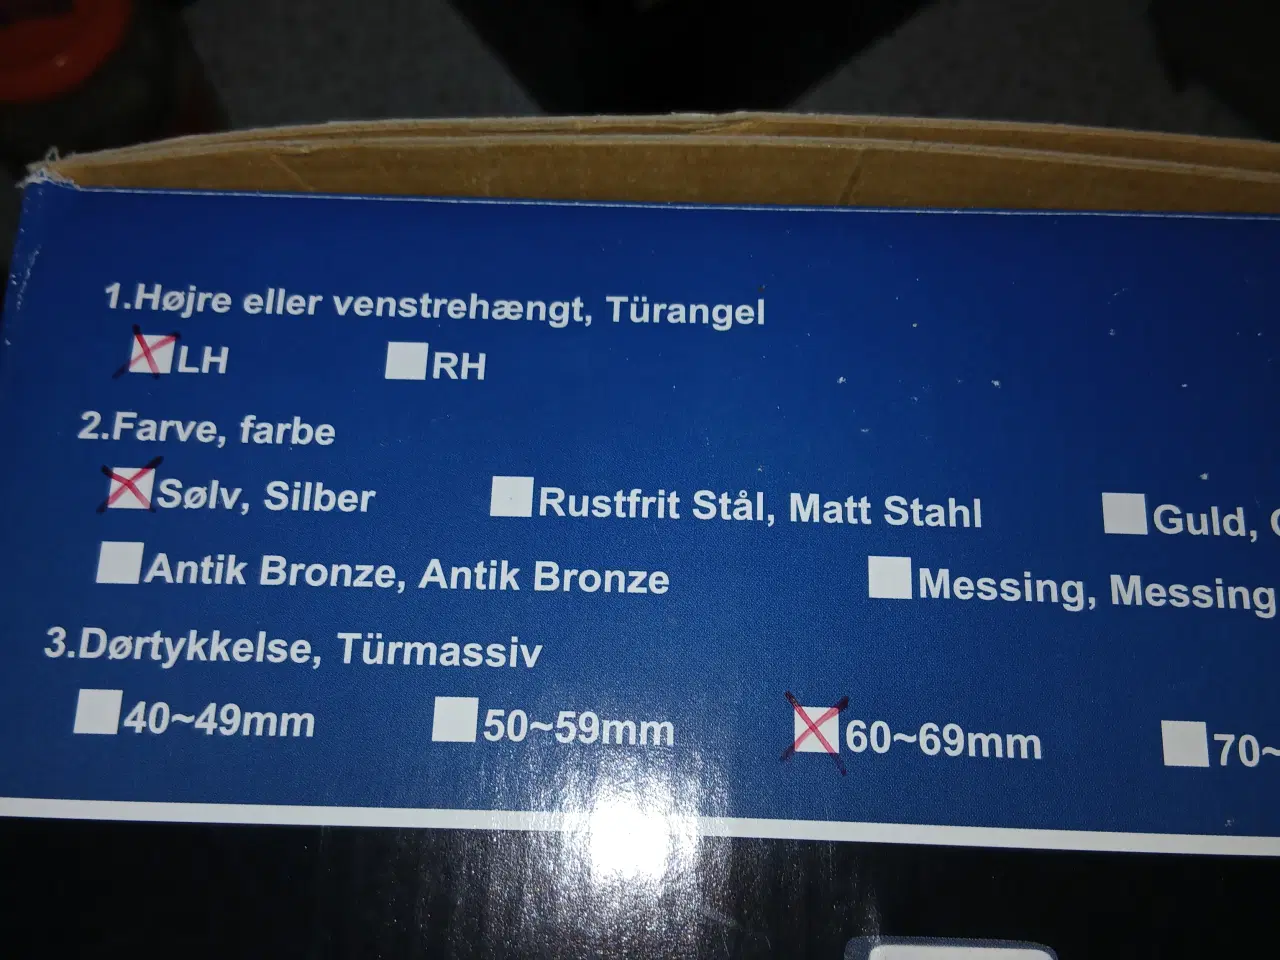 1.Højre eller venstrehængt, Türangel
LH RH
2.Farve, farbe
Sølv, Silber Rustfrit Stål, Matt Stahl Guld,
Antik Bronze, Antik Bronze Messing, Messing
3.Dørtykkelse, Türmassiv
40~49mm 50~59mm 60~69mm 70~